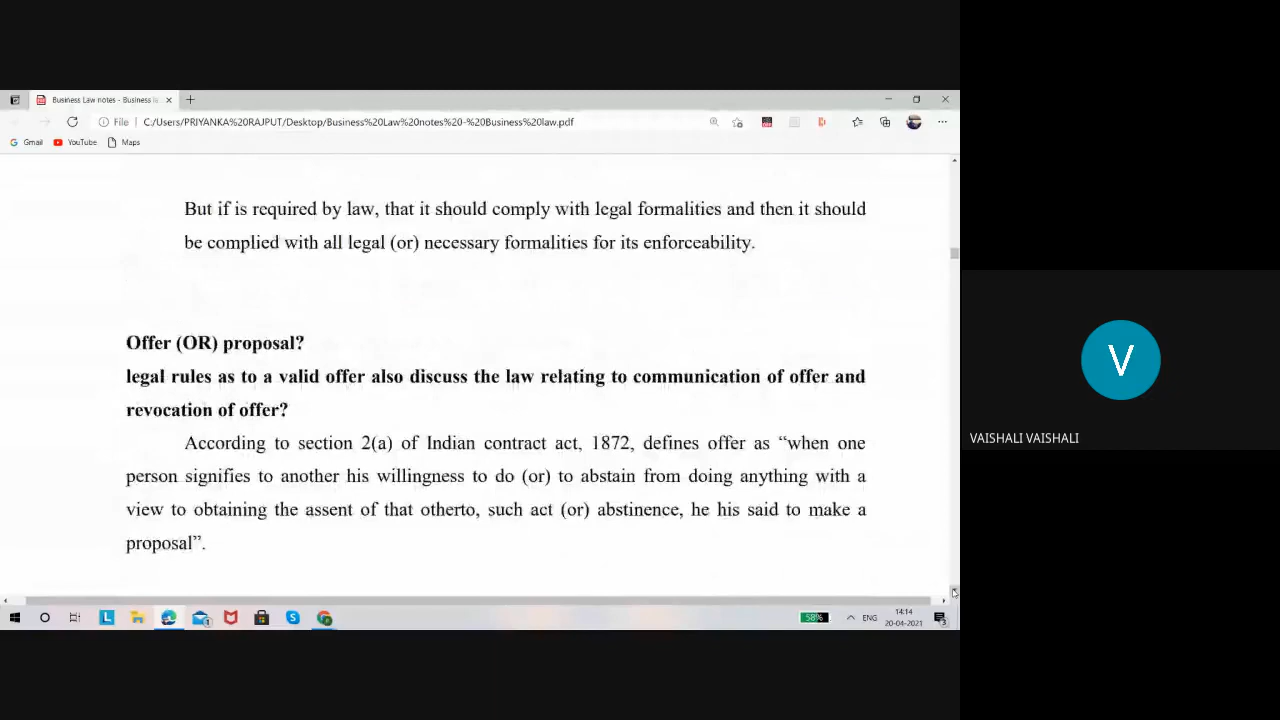 Business Law notes - Business la
File
C:/Users/PRIYANKA%20RAJPUT/Desktop/Business%20Law%20notes%20-%20Business%20law.pdf
Gmail YouTube Maps
But if is required by law, that it should comply with legal formalities and then it should
be complied with all legal (or) necessary formalities for its enforceability.
Offer (OR) proposal?
legal rules as to a valid offer also discuss the law relating to communication of offer and
revocation of offer?
According to section 2(a) of Indian contract act, 1872, defines offer as “when one
person signifies to another his willingness to do (or) to abstain from doing anything with a
view to obtaining the assent of that otherto, such act (or) abstinence, he his said to make a
proposal”.
V
VAISHALI VAISHALI
58%
ENG
14:14
20-04-2021